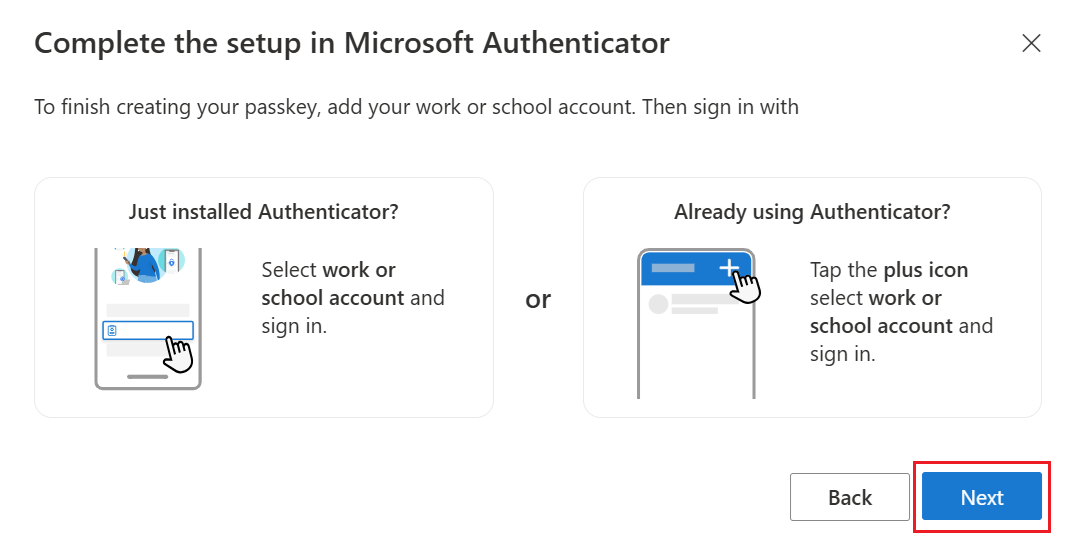 Complete the setup in Microsoft Authenticator
To finish creating your passkey, add your work or school account. Then sign in with
Just installed Authenticator?
Select work or
school account and
sign in.
or
Already using Authenticator?
Tap the plus icon
select work or
school account and
sign in.
Back
Next